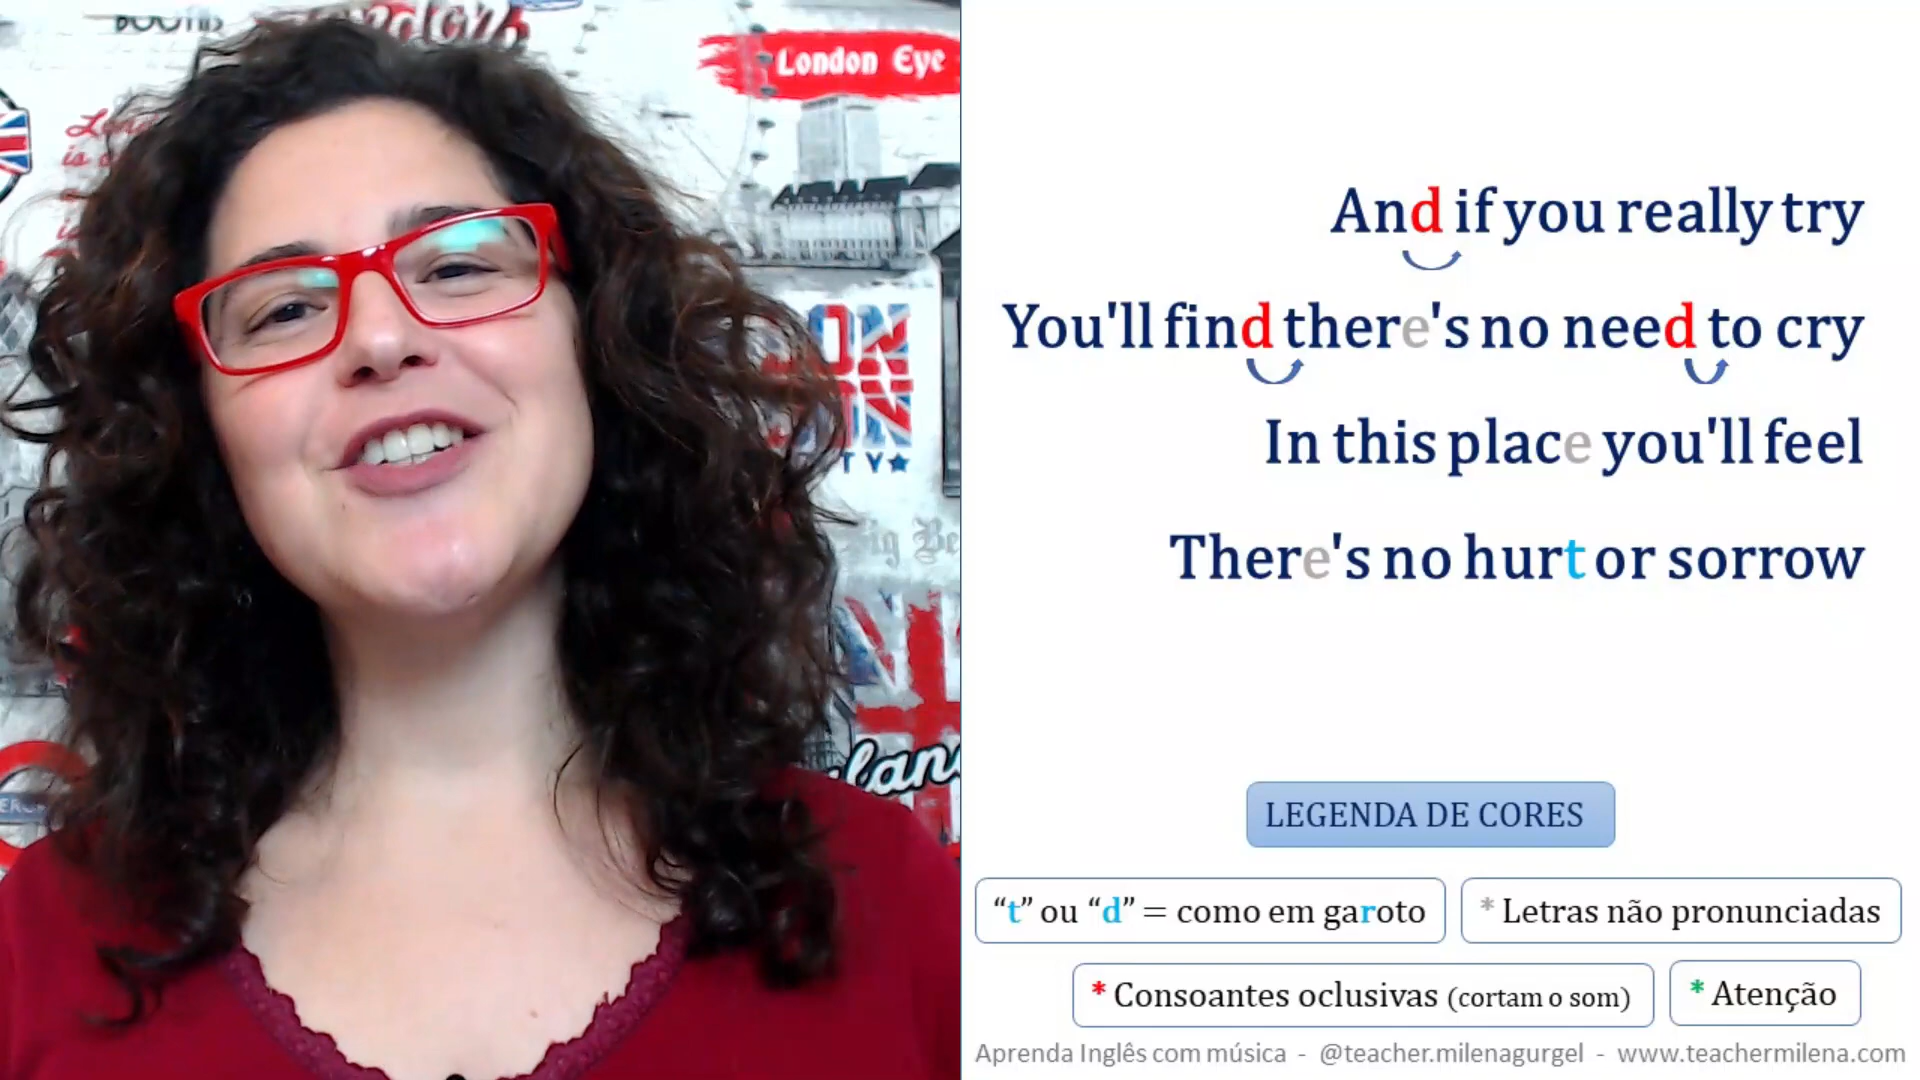 London
London Eye
And if you really try
You'll find there's no need to cry
In this place you'll feel
There's no hurt or sorrow
LEGENDA DE CORES
“t” ou “d” = como em garoto
* Letras não pronunciadas
* Consoantes oclusivas (cortam o som)
* Atenção
Aprenda Inglês com música - @teacher.milenagurgel - www.teachermilena.com